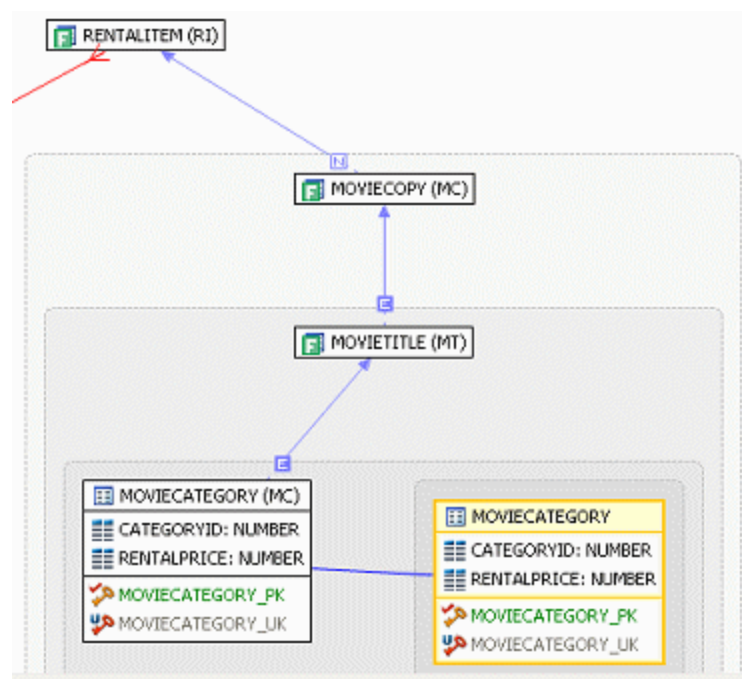 RENTALITEM (RI)
N
MOVIECOPY (MC)
E
MOVIETITLE (MT)
E
MOVIECATEGORY (MC)
CATEGORYID: NUMBER
RENTALPRICE: NUMBER
MOVIECATEGORY_PK
MOVIECATEGORY_UK
MOVIECATEGORY
CATEGORYID: NUMBER
RENTALPRICE: NUMBER
MOVIECATEGORY_PK
MOVIECATEGORY_UK